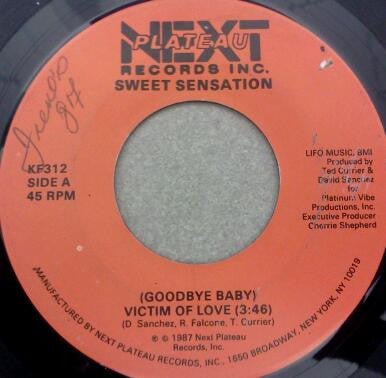 NEXT
PLATEAU
RECORDS INC.
SWEET SENSATION
87
KF312
SIDE A
45 RPM
LIFO MUSIC, BMI
Produced by
Ted Currier &
David Sanchez
for
Platinum Vibe
Productions, Inc.
Executive Producer
Cherrie Shepherd
(GOODBYE BABY)
VICTIM OF LOVE (3:46)
(D. Sanchez, R. Falcone, T. Currier)
℗ © 1987 Next Plateau
Records, Inc.
MANUFACTURED BY NEXT PLATEAU RECORDS, INC., 1650 BROADWAY, NEW YORK, NY 10019